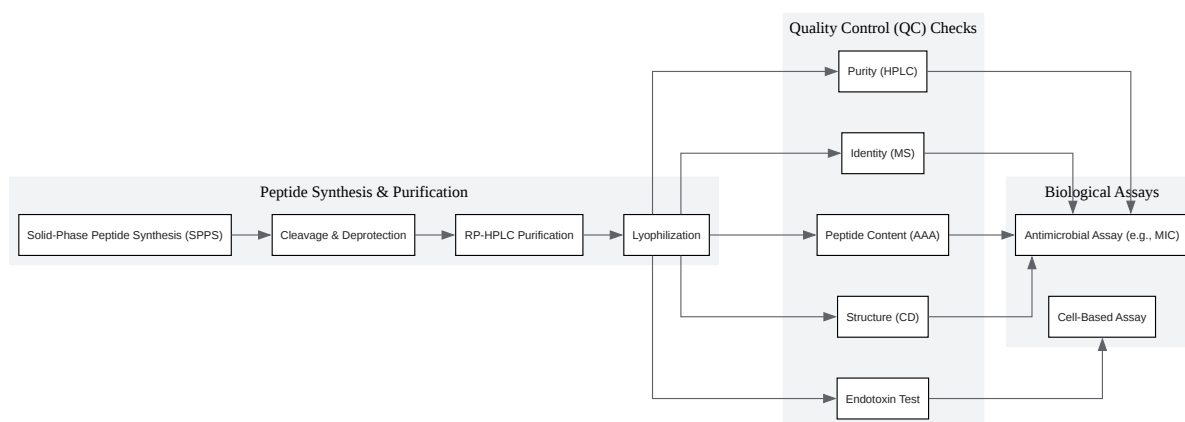 Quality Control (QC) Checks
Purity (HPLC)
Identity (MS)
Peptide Synthesis & Purification
Biological Assays
Solid-Phase Peptide Synthesis (SPPS)
Cleavage & Deprotection
RP-HPLC Purification
Lyophilization
Peptide Content (AAA)
Antimicrobial Assay (e.g., MIC)
Structure (CD)
Cell-Based Assay
Endotoxin Test